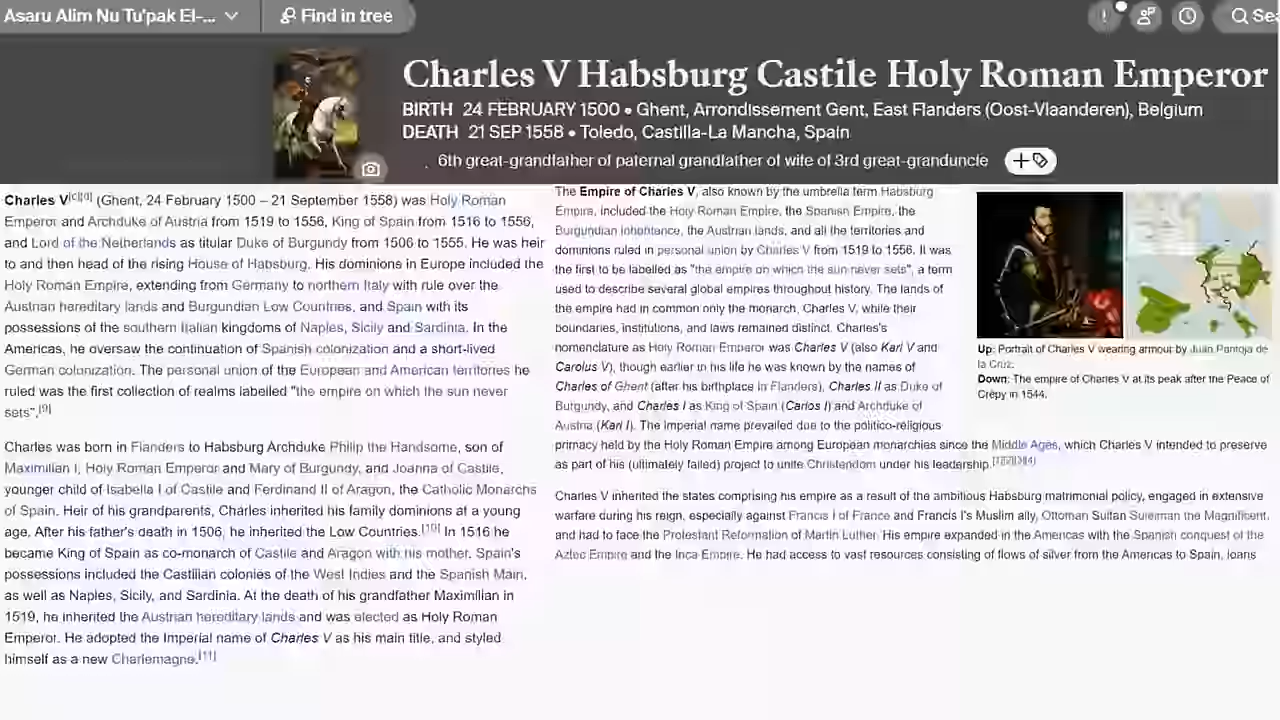 Asaru Alim Nu Tu'pak El-...
Find in tree
Sea
Charles V Habsburg Castile Holy Roman Emperor
BIRTH 24 FEBRUARY 1500 • Ghent, Arrondissement Gent, East Flanders (Oost-Vlaanderen), Belgium
DEATH 21 SEP 1558 • Toledo, Castilla-La Mancha, Spain
6th great-grandfather of paternal grandfather of wife of 3rd great-granduncle
Charles V[c][d] (Ghent, 24 February 1500 – 21 September 1558) was Holy Roman
Emperor and Archduke of Austria from 1519 to 1556, King of Spain from 1516 to 1556,
and Lord of the Netherlands as titular Duke of Burgundy from 1506 to 1555. He was heir
to and then head of the rising House of Habsburg. His dominions in Europe included the
Holy Roman Empire, extending from Germany to northern Italy with rule over the
Austrian hereditary lands and Burgundian Low Countries, and Spain with its
possessions of the southern Italian kingdoms of Naples, Sicily and Sardinia. In the
Americas, he oversaw the continuation of Spanish colonization and a short-lived
German colonization. The personal union of the European and American territories he
ruled was the first collection of realms labelled "the empire on which the sun never
sets".[9]
Charles was born in Flanders to Habsburg Archduke Philip the Handsome, son of
Maximilian I, Holy Roman Emperor and Mary of Burgundy, and Joanna of Castile,
younger child of Isabella I of Castile and Ferdinand II of Aragon, the Catholic Monarchs
of Spain. Heir of his grandparents, Charles inherited his family dominions at a young
age. After his father's death in 1506, he inherited the Low Countries.[10] In 1516 he
became King of Spain as co-monarch of Castile and Aragon with his mother. Spain's
possessions included the Castilian colonies of the West Indies and the Spanish Main,
as well as Naples, Sicily, and Sardinia. At the death of his grandfather Maximilian in
1519, he inherited the Austrian hereditary lands and was elected as Holy Roman
Emperor. He adopted the Imperial name of Charles V as his main title, and styled
himself as a new Charlemagne.[11]
The Empire of Charles V, also known by the umbrella term Habsburg
Empire, included the Holy Roman Empire, the Spanish Empire, the
Burgundian Inheritance, the Austrian lands, and all the territories and
dominions ruled in personal union by Charles V from 1519 to 1556. It was
the first to be labelled as "the empire on which the sun never sets", a term
used to describe several global empires throughout history. The lands of
the empire had in common only the monarch, Charles V, while their
boundaries, institutions, and laws remained distinct. Charles's
nomenclature as Holy Roman Emperor was Charles V (also Karl V and
Carolus V), though earlier in his life he was known by the names of
Charles of Ghent (after his birthplace in Flanders), Charles II as Duke of
Burgundy, and Charles I as King of Spain (Carlos I) and Archduke of
Austria (Karl I). The imperial name prevailed due to the politico-religious
primacy held by the Holy Roman Empire among European monarchies since the Middle Ages, which Charles V intended to preserve
as part of his (ultimately failed) project to unite Christendom under his leadership.[1][2][3][4]
Charles V inherited the states comprising his empire as a result of the ambitious Habsburg matrimonial policy, engaged in extensive
warfare during his reign, especially against Francis I of France and Francis I's Muslim ally, Ottoman Sultan Suleiman the Magnificent,
and had to face the Protestant Reformation of Martin Luther. His empire expanded in the Americas with the Spanish conquest of the
Aztec Empire and the Inca Empire. He had access to vast resources consisting of flows of silver from the Americas to Spain, loans
Up: Portrait of Charles V wearing armour by Juan Pantoja de
la Cruz.
Down: The empire of Charles V at its peak after the Peace of
Crépy in 1544.